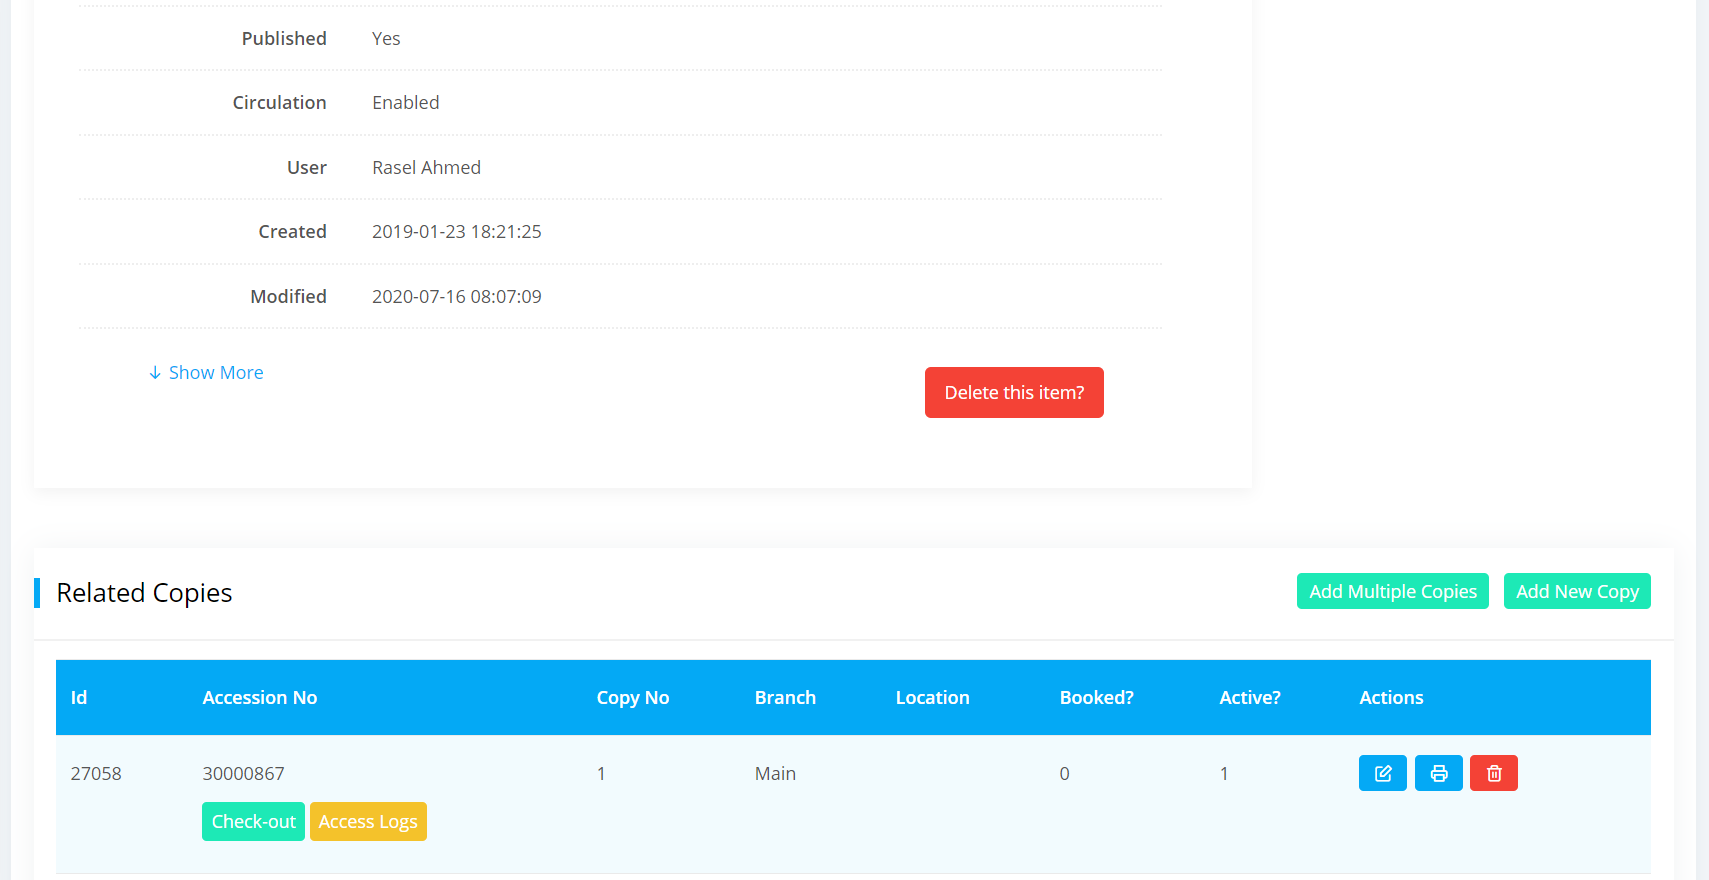 Published Yes
Circulation Enabled
User Rasel Ahmed
Created 2019-01-23 18:21:25
Modified 2020-07-16 08:07:09
↓ Show More
Delete this item?
Related Copies
Add Multiple Copies Add New Copy
Id Accession No Copy No Branch Location Booked? Active? Actions
27058 30000867 1 Main 0 1
Check-out Access Logs